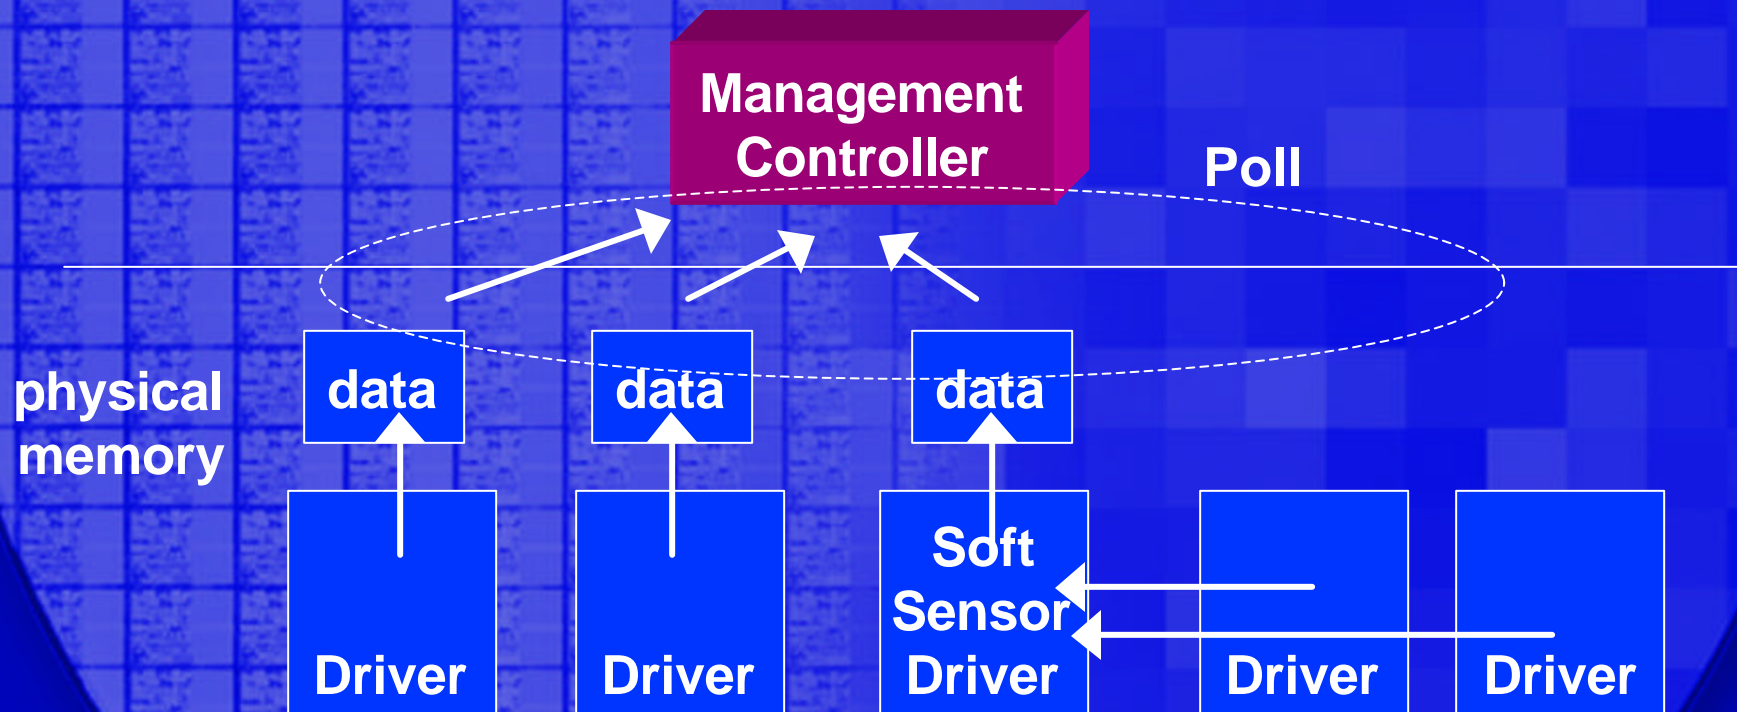 Management
Controller
Poll
physical
memory
data
data
data
Driver
Driver
Soft
Sensor
Driver
Driver
Driver